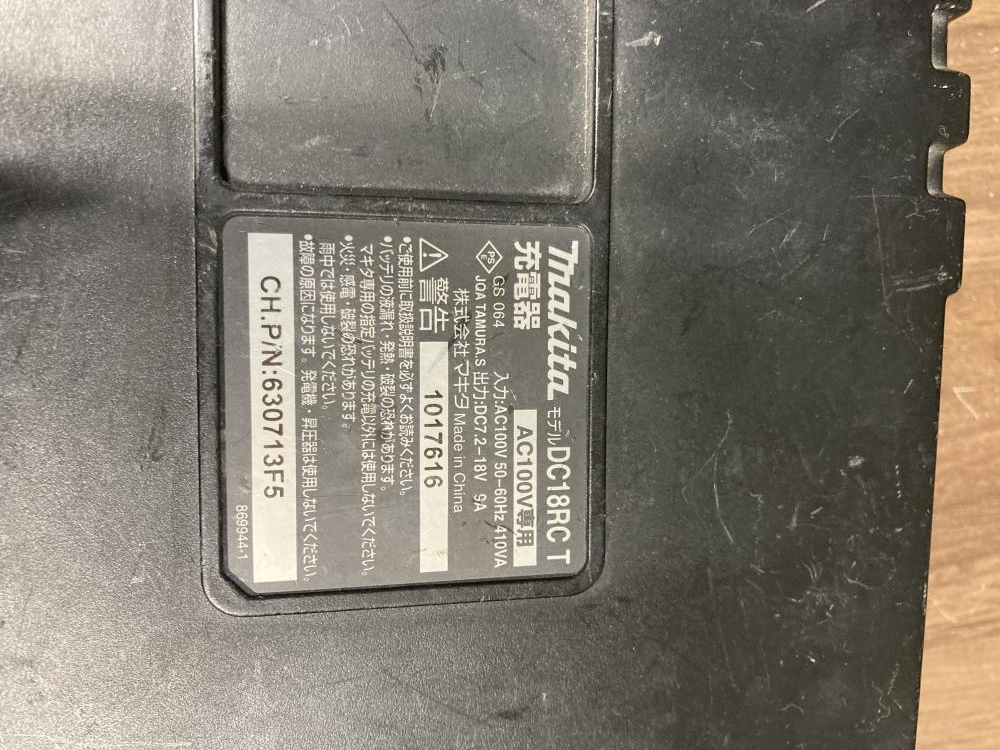 makita モデル DC18RC T
充電器 AC100V専用
PS E GS 064 入力:AC100V 50-60Hz 410VA
JQA TAMURA.S 出力:DC7.2-18V 9A
株式会社マキタ Made in China
警告 1017616
•ご使用前に取扱説明書を必ずよくお読みください。
•バッテリの液漏れ・発熱・破裂の恐れがあります。
マキタ専用の指定バッテリの充電以外には使用しないでください。
•火災・感電・破裂の恐れがあります。
雨中では使用しないでください。
•故障の原因になります。発電機・昇圧器は使用しないでください。
CH.P/N:630713F5
869944-1